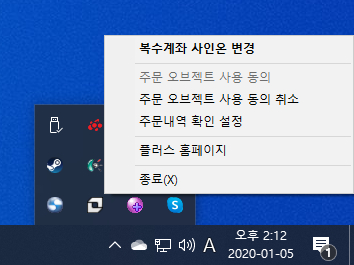 복수계좌 사인온 변경
주문 오브젝트 사용 동의
주문 오브젝트 사용 동의 취소
주문내역 확인 설정
플러스 홈페이지
종료(X)
A
오후 2:12
2020-01-05
1